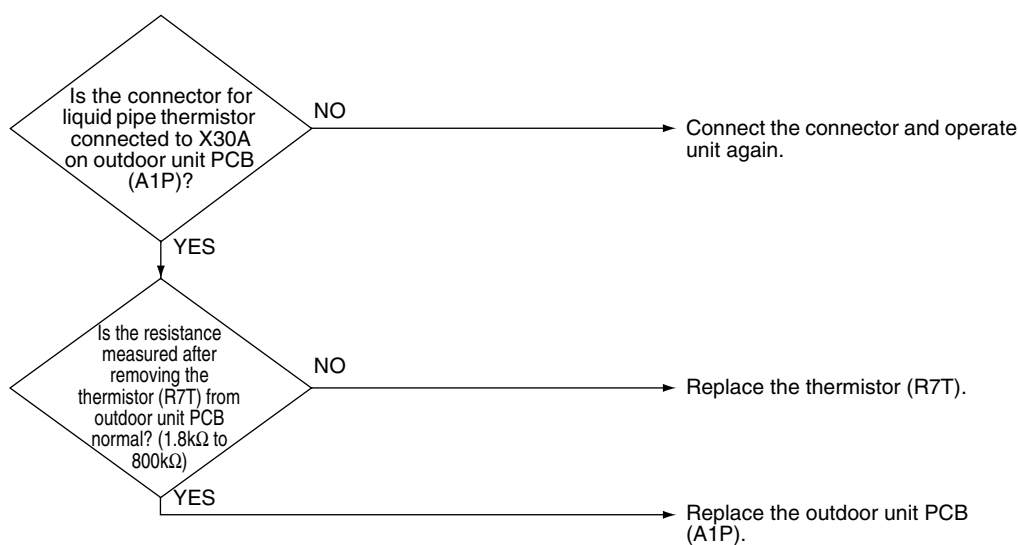 Is the connector for
liquid pipe thermistor
connected to X30A
on outdoor unit PCB
(A1P)?
NO
Connect the connector and operate
unit again.
YES
Is the resistance
measured after
removing the
thermistor (R7T) from
outdoor unit PCB
normal? (1.8kΩ to
800kΩ)
NO
Replace the thermistor (R7T).
YES
Replace the outdoor unit PCB
(A1P).